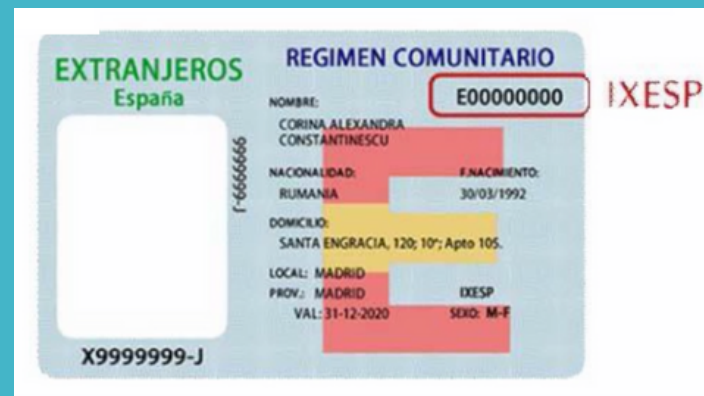 EXTRANJEROS
España
9999999-J
X9999999-J
REGIMEN COMUNITARIO
E00000000
IXESP
NOMBRE:
CORINA ALEXANDRA
CONSTANTINESCU
NACIONALIDAD: F.NACIMIENTO:
RUMANIA 30/03/1992
DOMICILIO:
SANTA ENGRACIA, 120; 10ª; Apto 105.
LOCAL: MADRID
PROV.: MADRID IXESP
VAL: 31-12-2020 SEXO: M-F